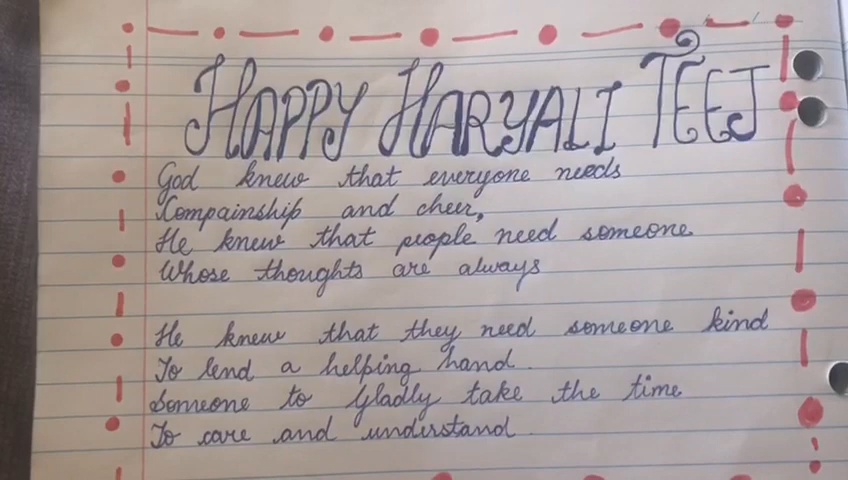 HAPPY HARYALI TEEJ
God knew that everyone needs
Compainship and cheer,
He knew that people need someone
Whose thoughts are always
He knew that they need someone kind
To lend a helping hand.
Someone to gladly take the time
To care and understand.